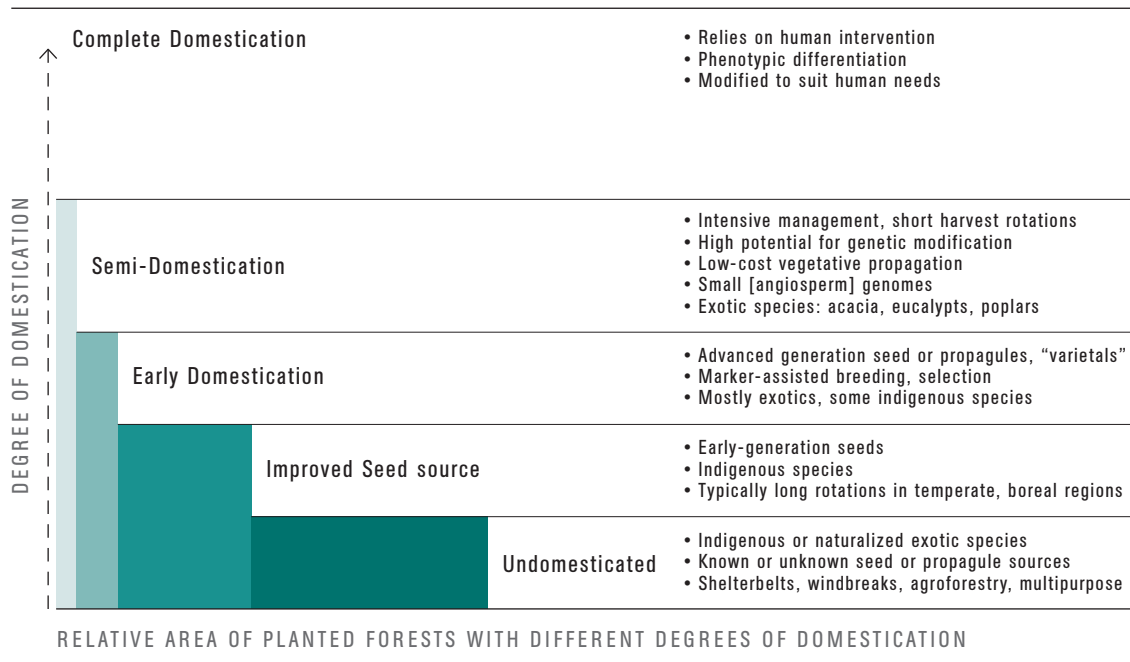 Complete Domestication
• Relies on human intervention
• Phenotypic differentiation
• Modified to suit human needs
DEGREE OF DOMESTICATION
Semi-Domestication
• Intensive management, short harvest rotations
• High potential for genetic modification
• Low-cost vegetative propagation
• Small [angiosperm] genomes
• Exotic species: acacia, eucalypts, poplars
Early Domestication
• Advanced generation seed or propagules, “varietals”
• Marker-assisted breeding, selection
• Mostly exotics, some indigenous species
Improved Seed source
• Early-generation seeds
• Indigenous species
• Typically long rotations in temperate, boreal regions
Undomesticated
• Indigenous or naturalized exotic species
• Known or unknown seed or propagule sources
• Shelterbelts, windbreaks, agroforestry, multipurpose
RELATIVE AREA OF PLANTED FORESTS WITH DIFFERENT DEGREES OF DOMESTICATION